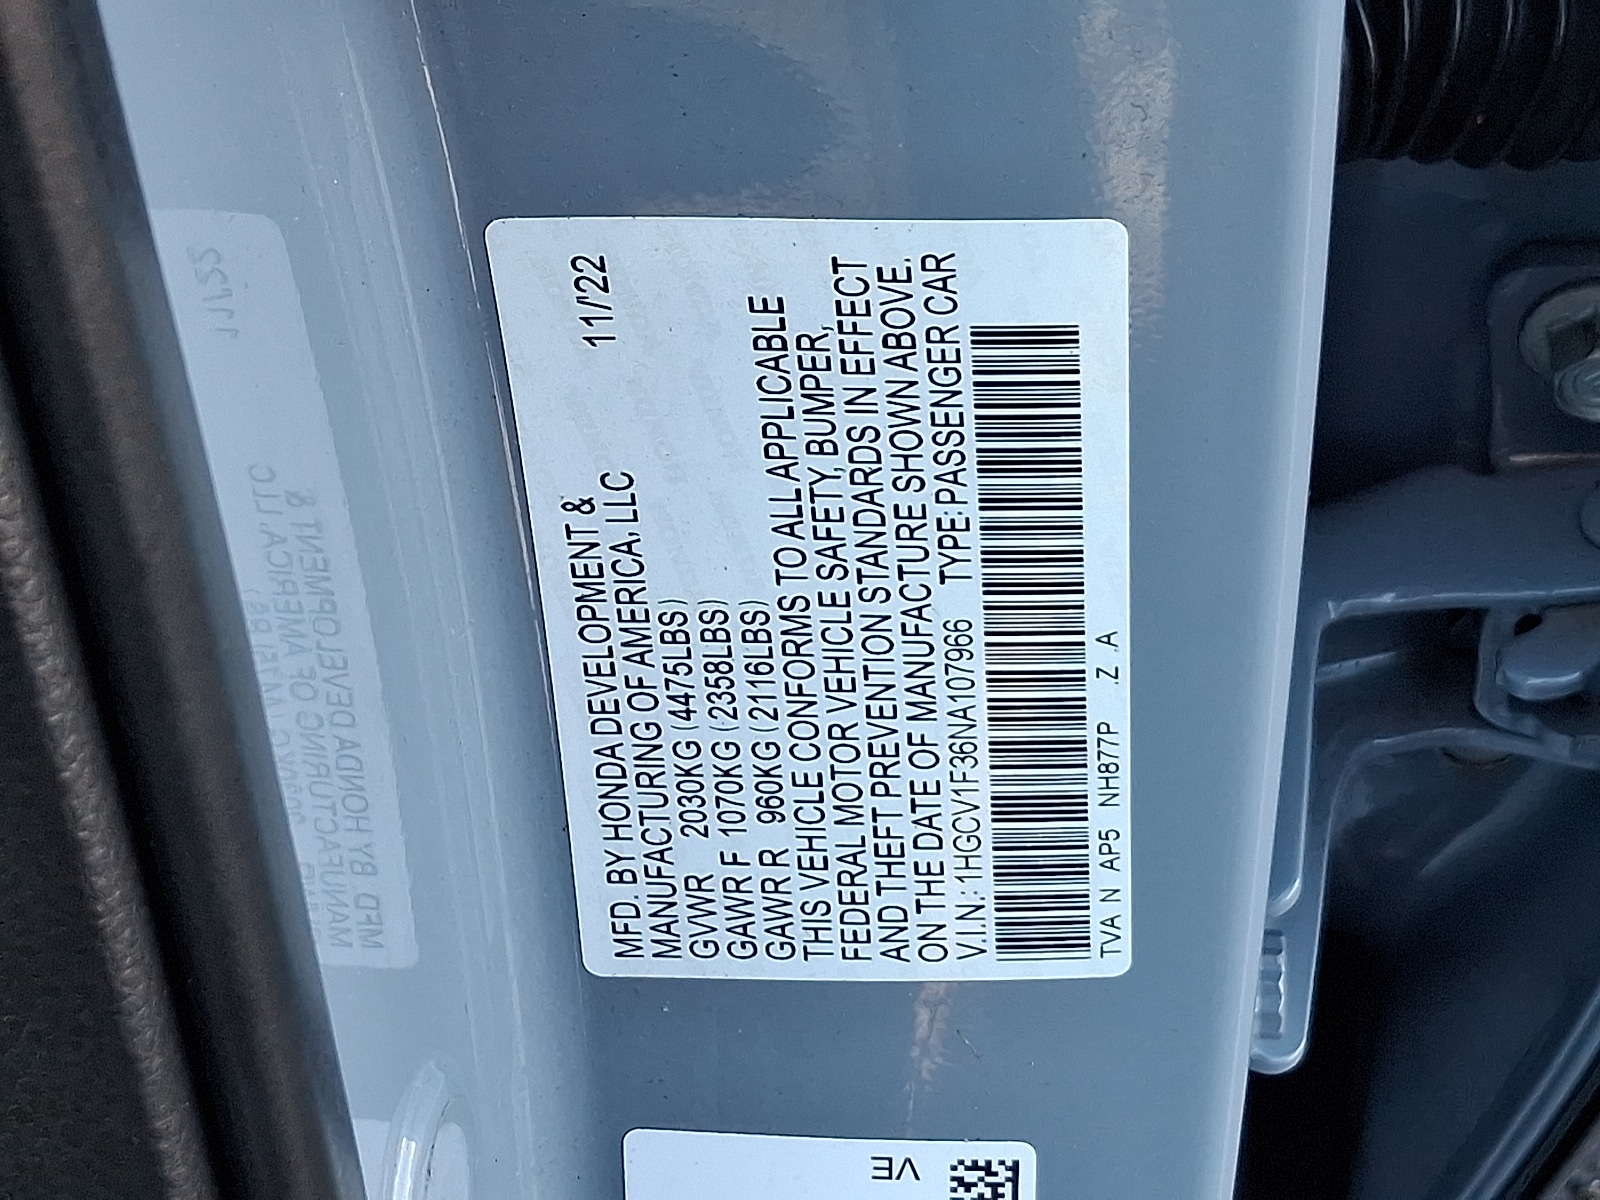 MFD. BY HONDA DEVELOPMENT &
MANUFACTURING OF AMERICA, LLC 11/'22
GVWR 2030KG (4475LBS)
GAWR F 1070KG (2358LBS)
GAWR R 960KG (2116LBS)
THIS VEHICLE CONFORMS TO ALL APPLICABLE
FEDERAL MOTOR VEHICLE SAFETY, BUMPER,
AND THEFT PREVENTION STANDARDS IN EFFECT
ON THE DATE OF MANUFACTURE SHOWN ABOVE.
V.I.N.: 1HGCV1F36NA107966 TYPE: PASSENGER CAR
TVA N AP5 NH877P .Z .A
VE